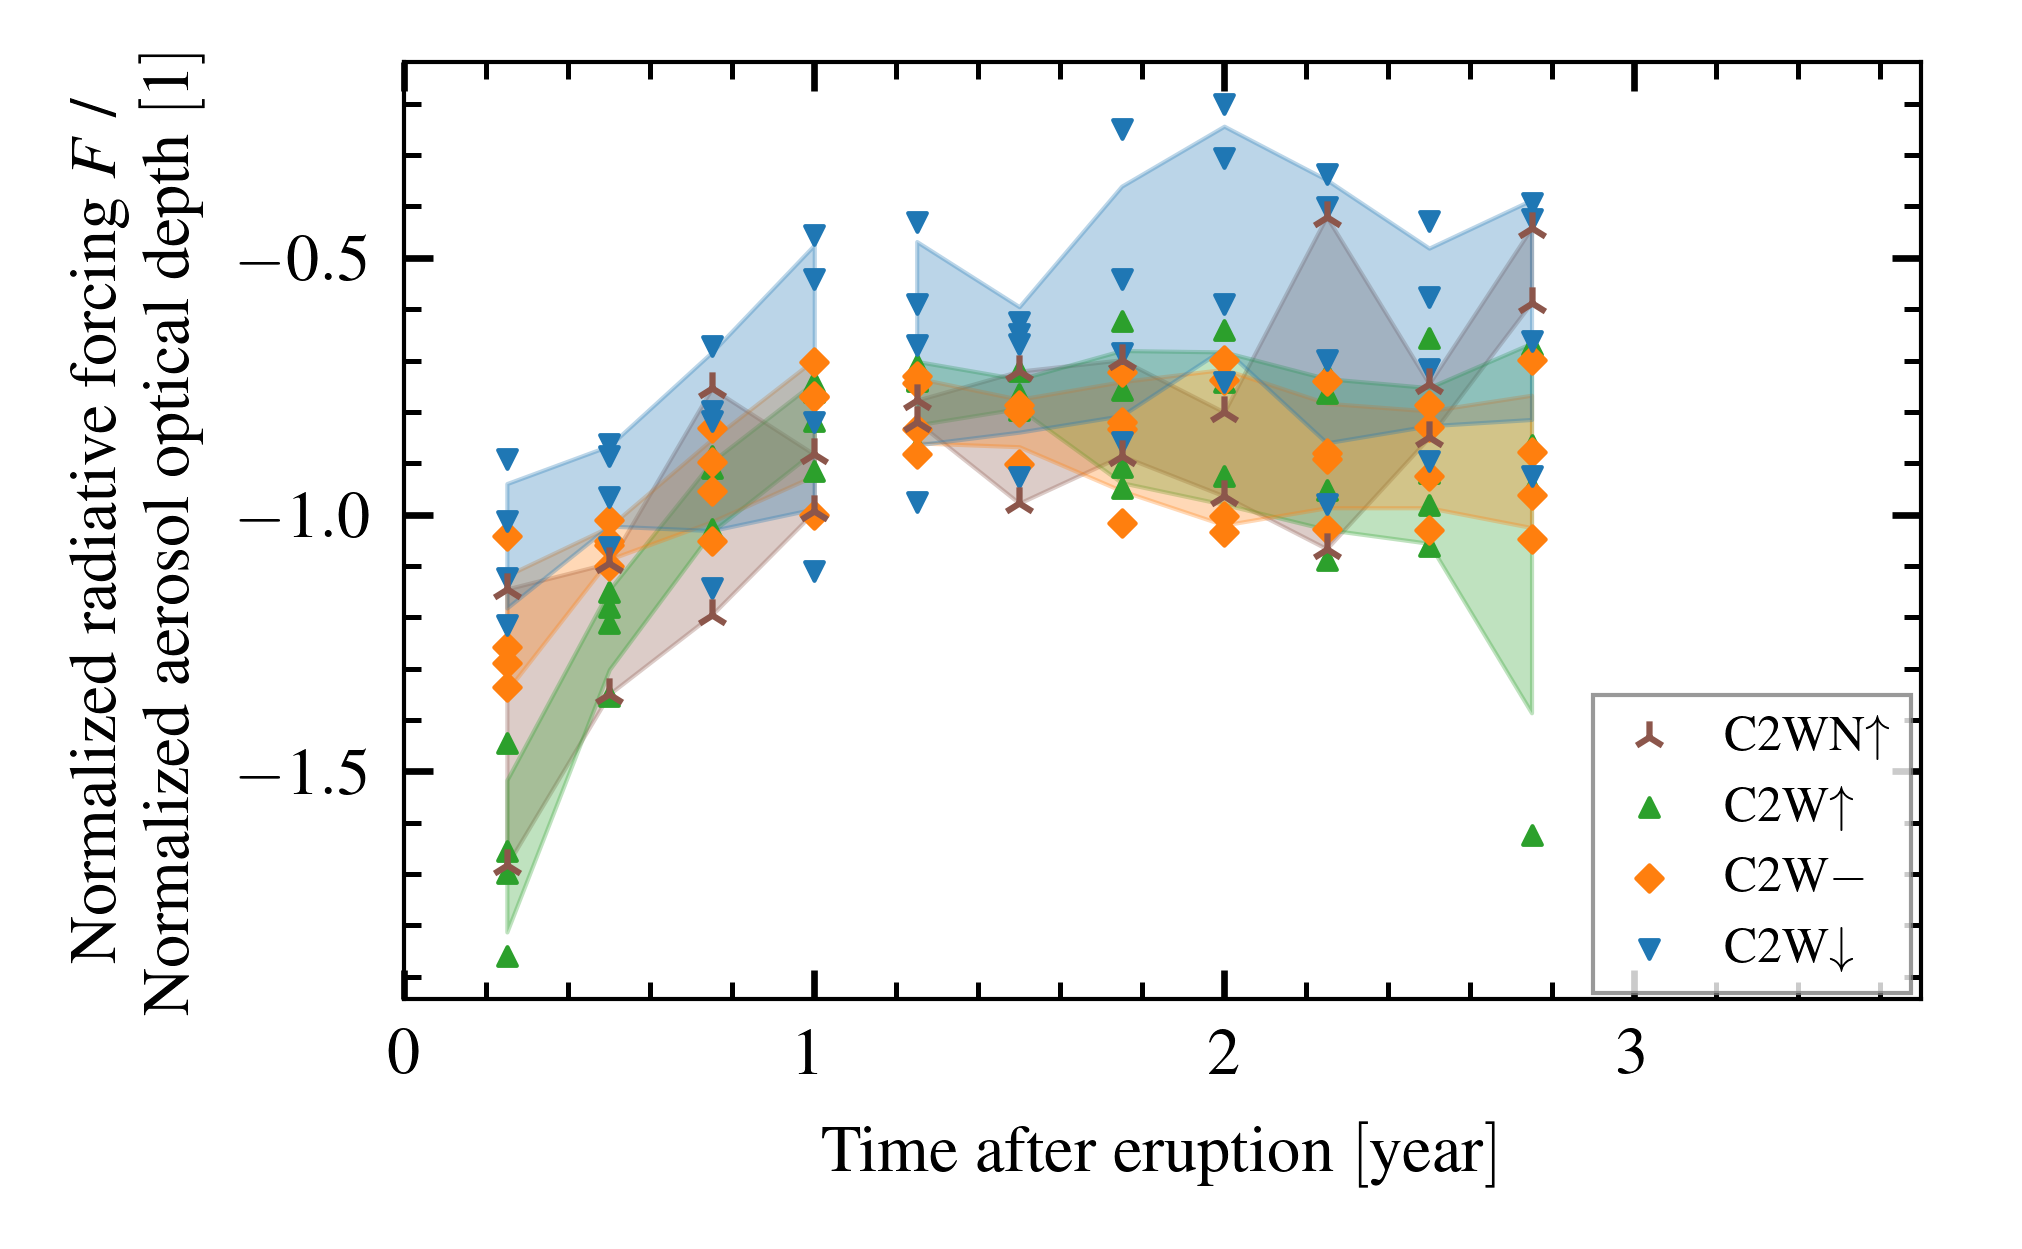 Normalized radiative forcing F /
Normalized aerosol optical depth [1]
−0.5
−1.0
−1.5
0 1 2 3
Time after eruption [year]
C2WN↑
C2W↑
C2W−
C2W↓